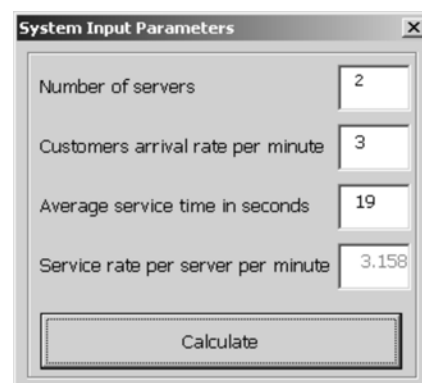 System Input Parameters
Number of servers 2
Customers arrival rate per minute 3
Average service time in seconds 19
Service rate per server per minute 3.158
Calculate